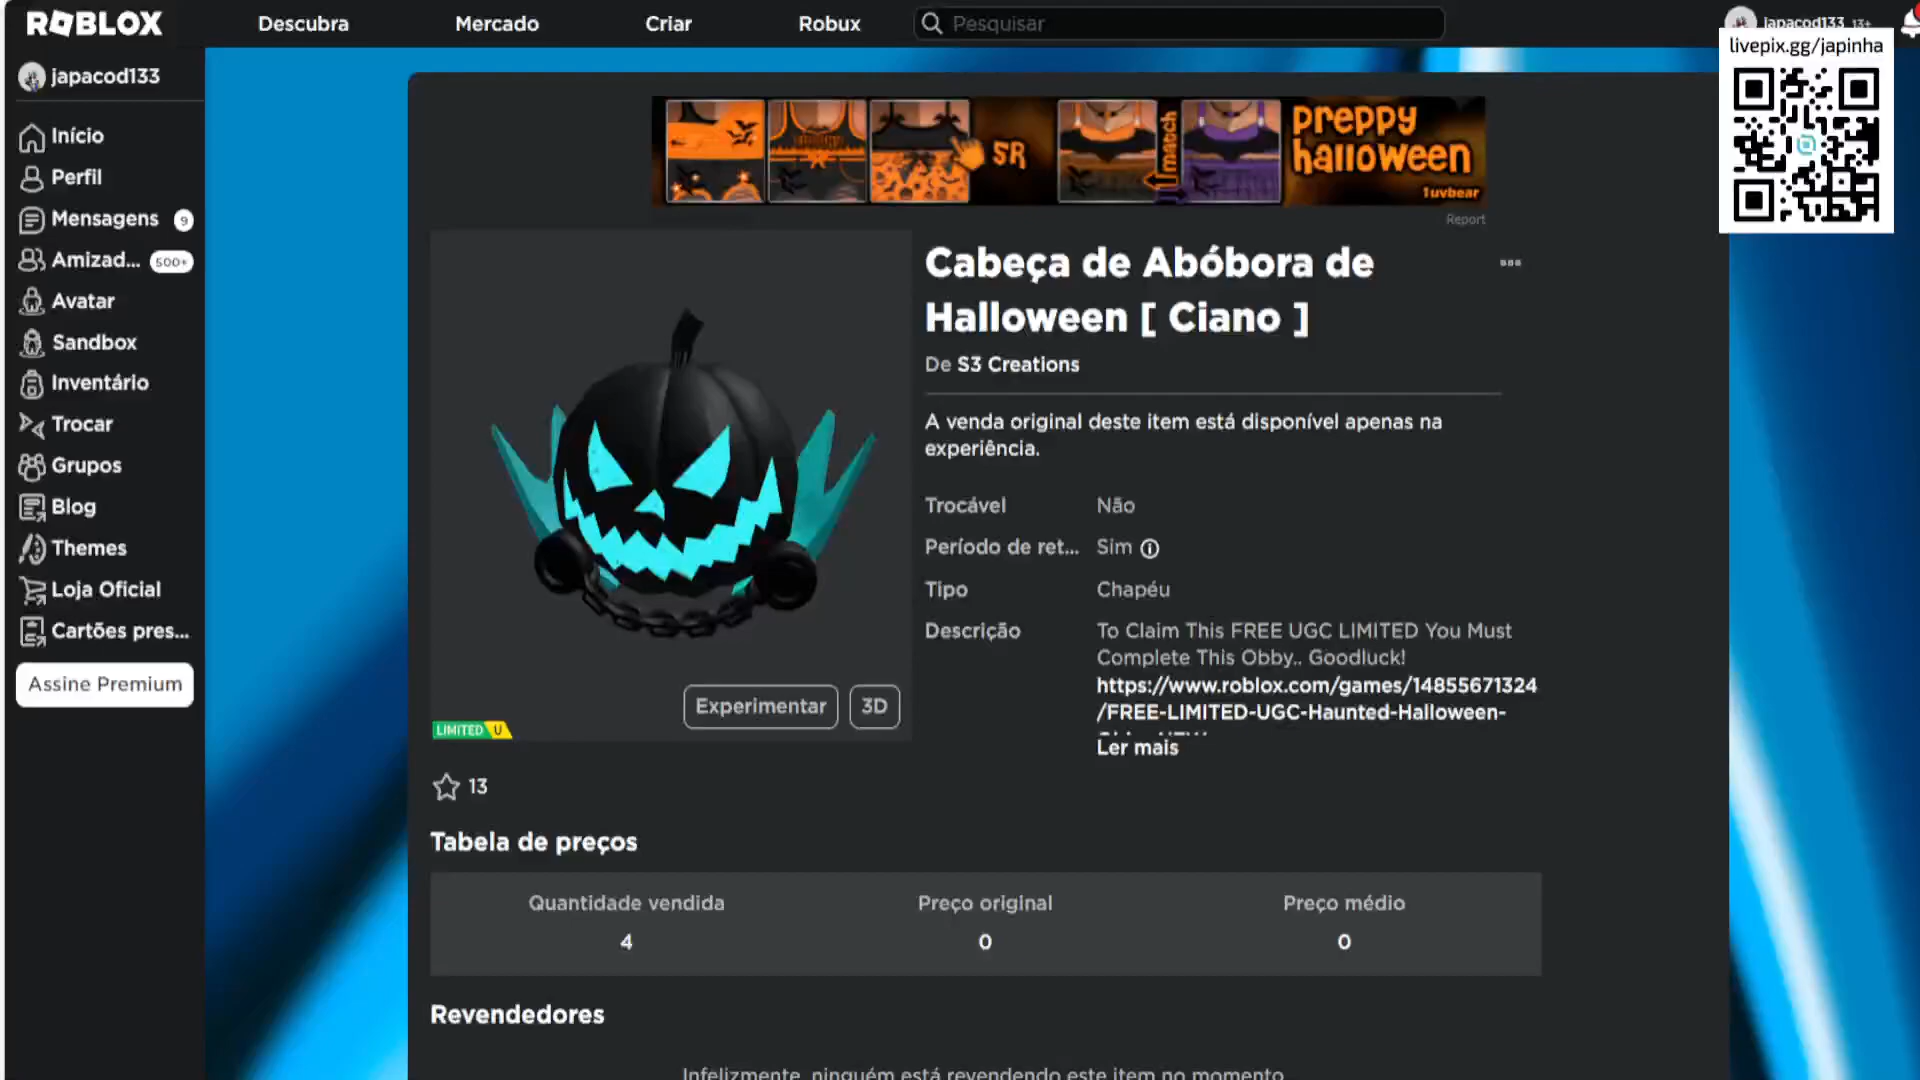 ROBLOX
Descubra
Mercado
Criar
Robux
Pesquisar
japacod133 13+
livepix.gg/japinha
japacod133
Início
Perfil
Mensagens 9
Amizad... 500+
Avatar
Sandbox
Inventário
Trocar
Grupos
Blog
Themes
Loja Oficial
Cartões pres...
Assine Premium
5R
match
preppy
halloween
1uvbear
Report
Cabeça de Abóbora de
Halloween [ Ciano ]
De S3 Creations
A venda original deste item está disponível apenas na
experiência.
Trocável Não
Período de ret... Sim
Tipo Chapéu
Descrição To Claim This FREE UGC LIMITED You Must
Complete This Obby.. Goodluck!
https://www.roblox.com/games/14855671324
/FREE-LIMITED-UGC-Haunted-Halloween-
Ler mais
Experimentar
3D
LIMITED U
13
Tabela de preços
Quantidade vendida Preço original Preço médio
4 0 0
Revendedores
Infelizmente, ninguém está revendendo este item no momento